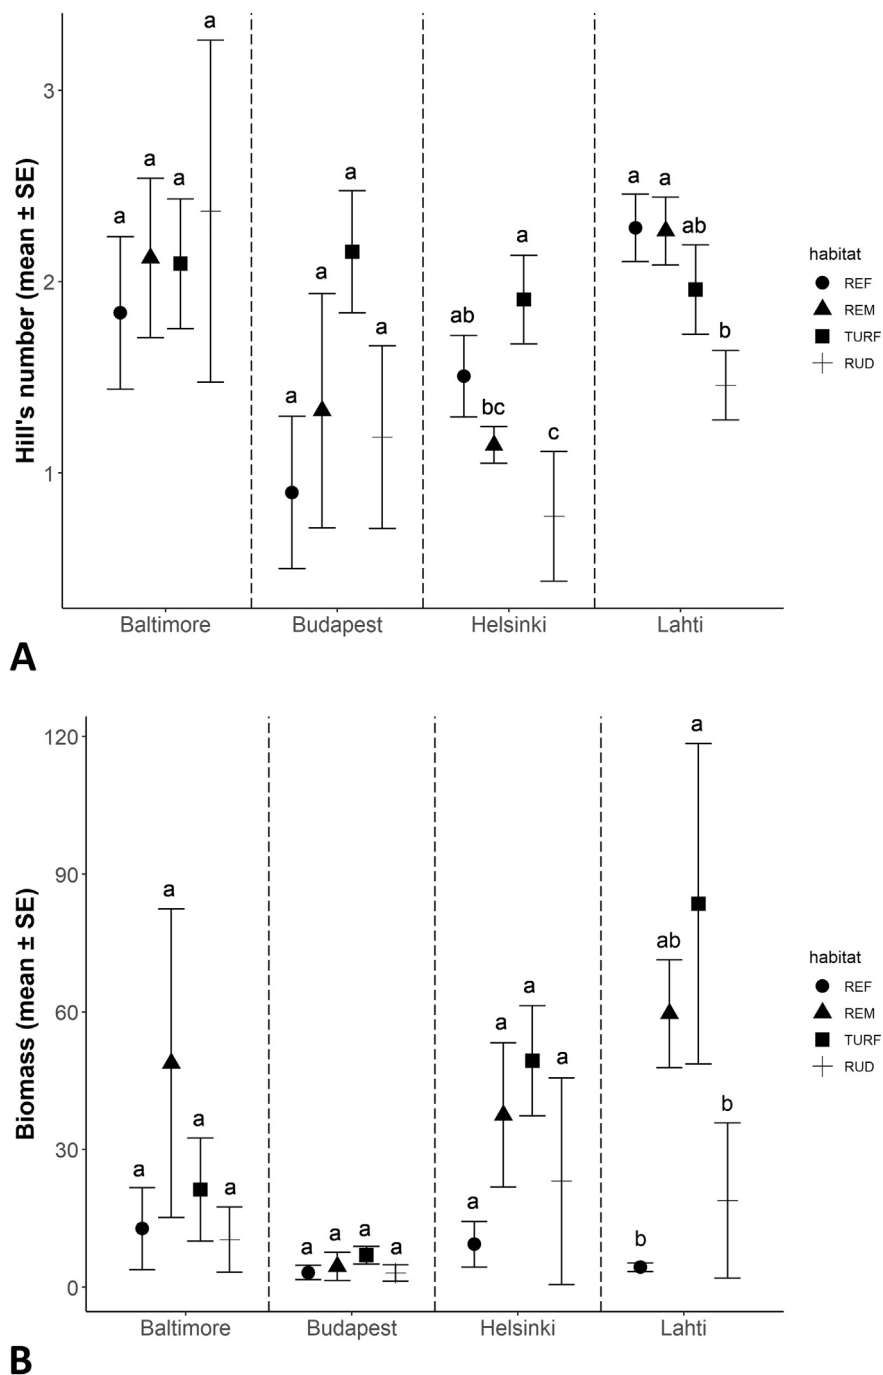 a
a
a
a
a
a
a
a
ab
bc
a
c
a
a
ab
b
3
2
1
Hill's number (mean ± SE)
Baltimore
Budapest
Helsinki
Lahti
habitat
REF
REM
TURF
RUD
A
a
a
a
a
a
a
a
a
a
a
a
a
b
ab
a
b
120
90
60
30
0
Biomass (mean ± SE)
Baltimore
Budapest
Helsinki
Lahti
habitat
REF
REM
TURF
RUD
B